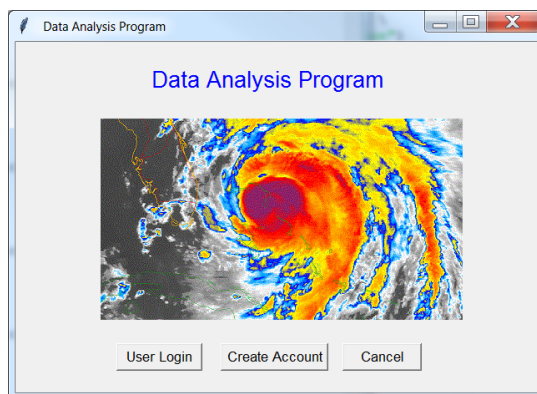 Data Analysis Program
Data Analysis Program
User Login
Create Account
Cancel